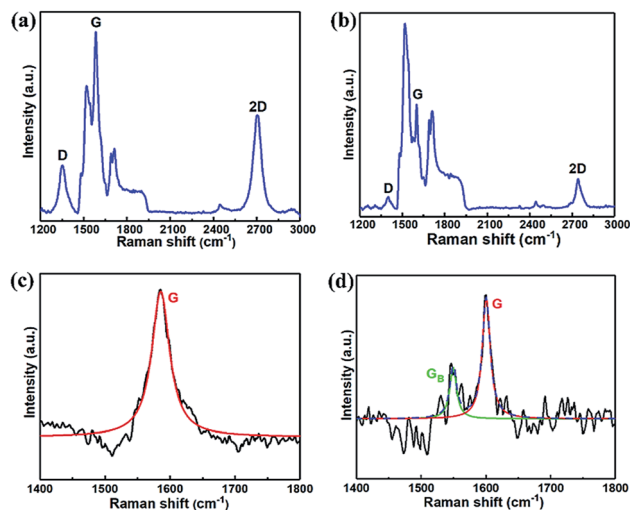 (a)
G
2D
D
Intensity (a.u.)
1200 1500 1800 2100 2400 2700 3000
Raman shift (cm-1)
(b)
G
D
2D
Intensity (a.u.)
1200 1500 1800 2100 2400 2700 3000
Raman shift (cm-1)
(c)
G
Intensity (a.u.)
1400 1500 1600 1700 1800
Raman shift (cm-1)
(d)
G
GB
Intensity (a.u.)
1400 1500 1600 1700 1800
Raman shift (cm-1)